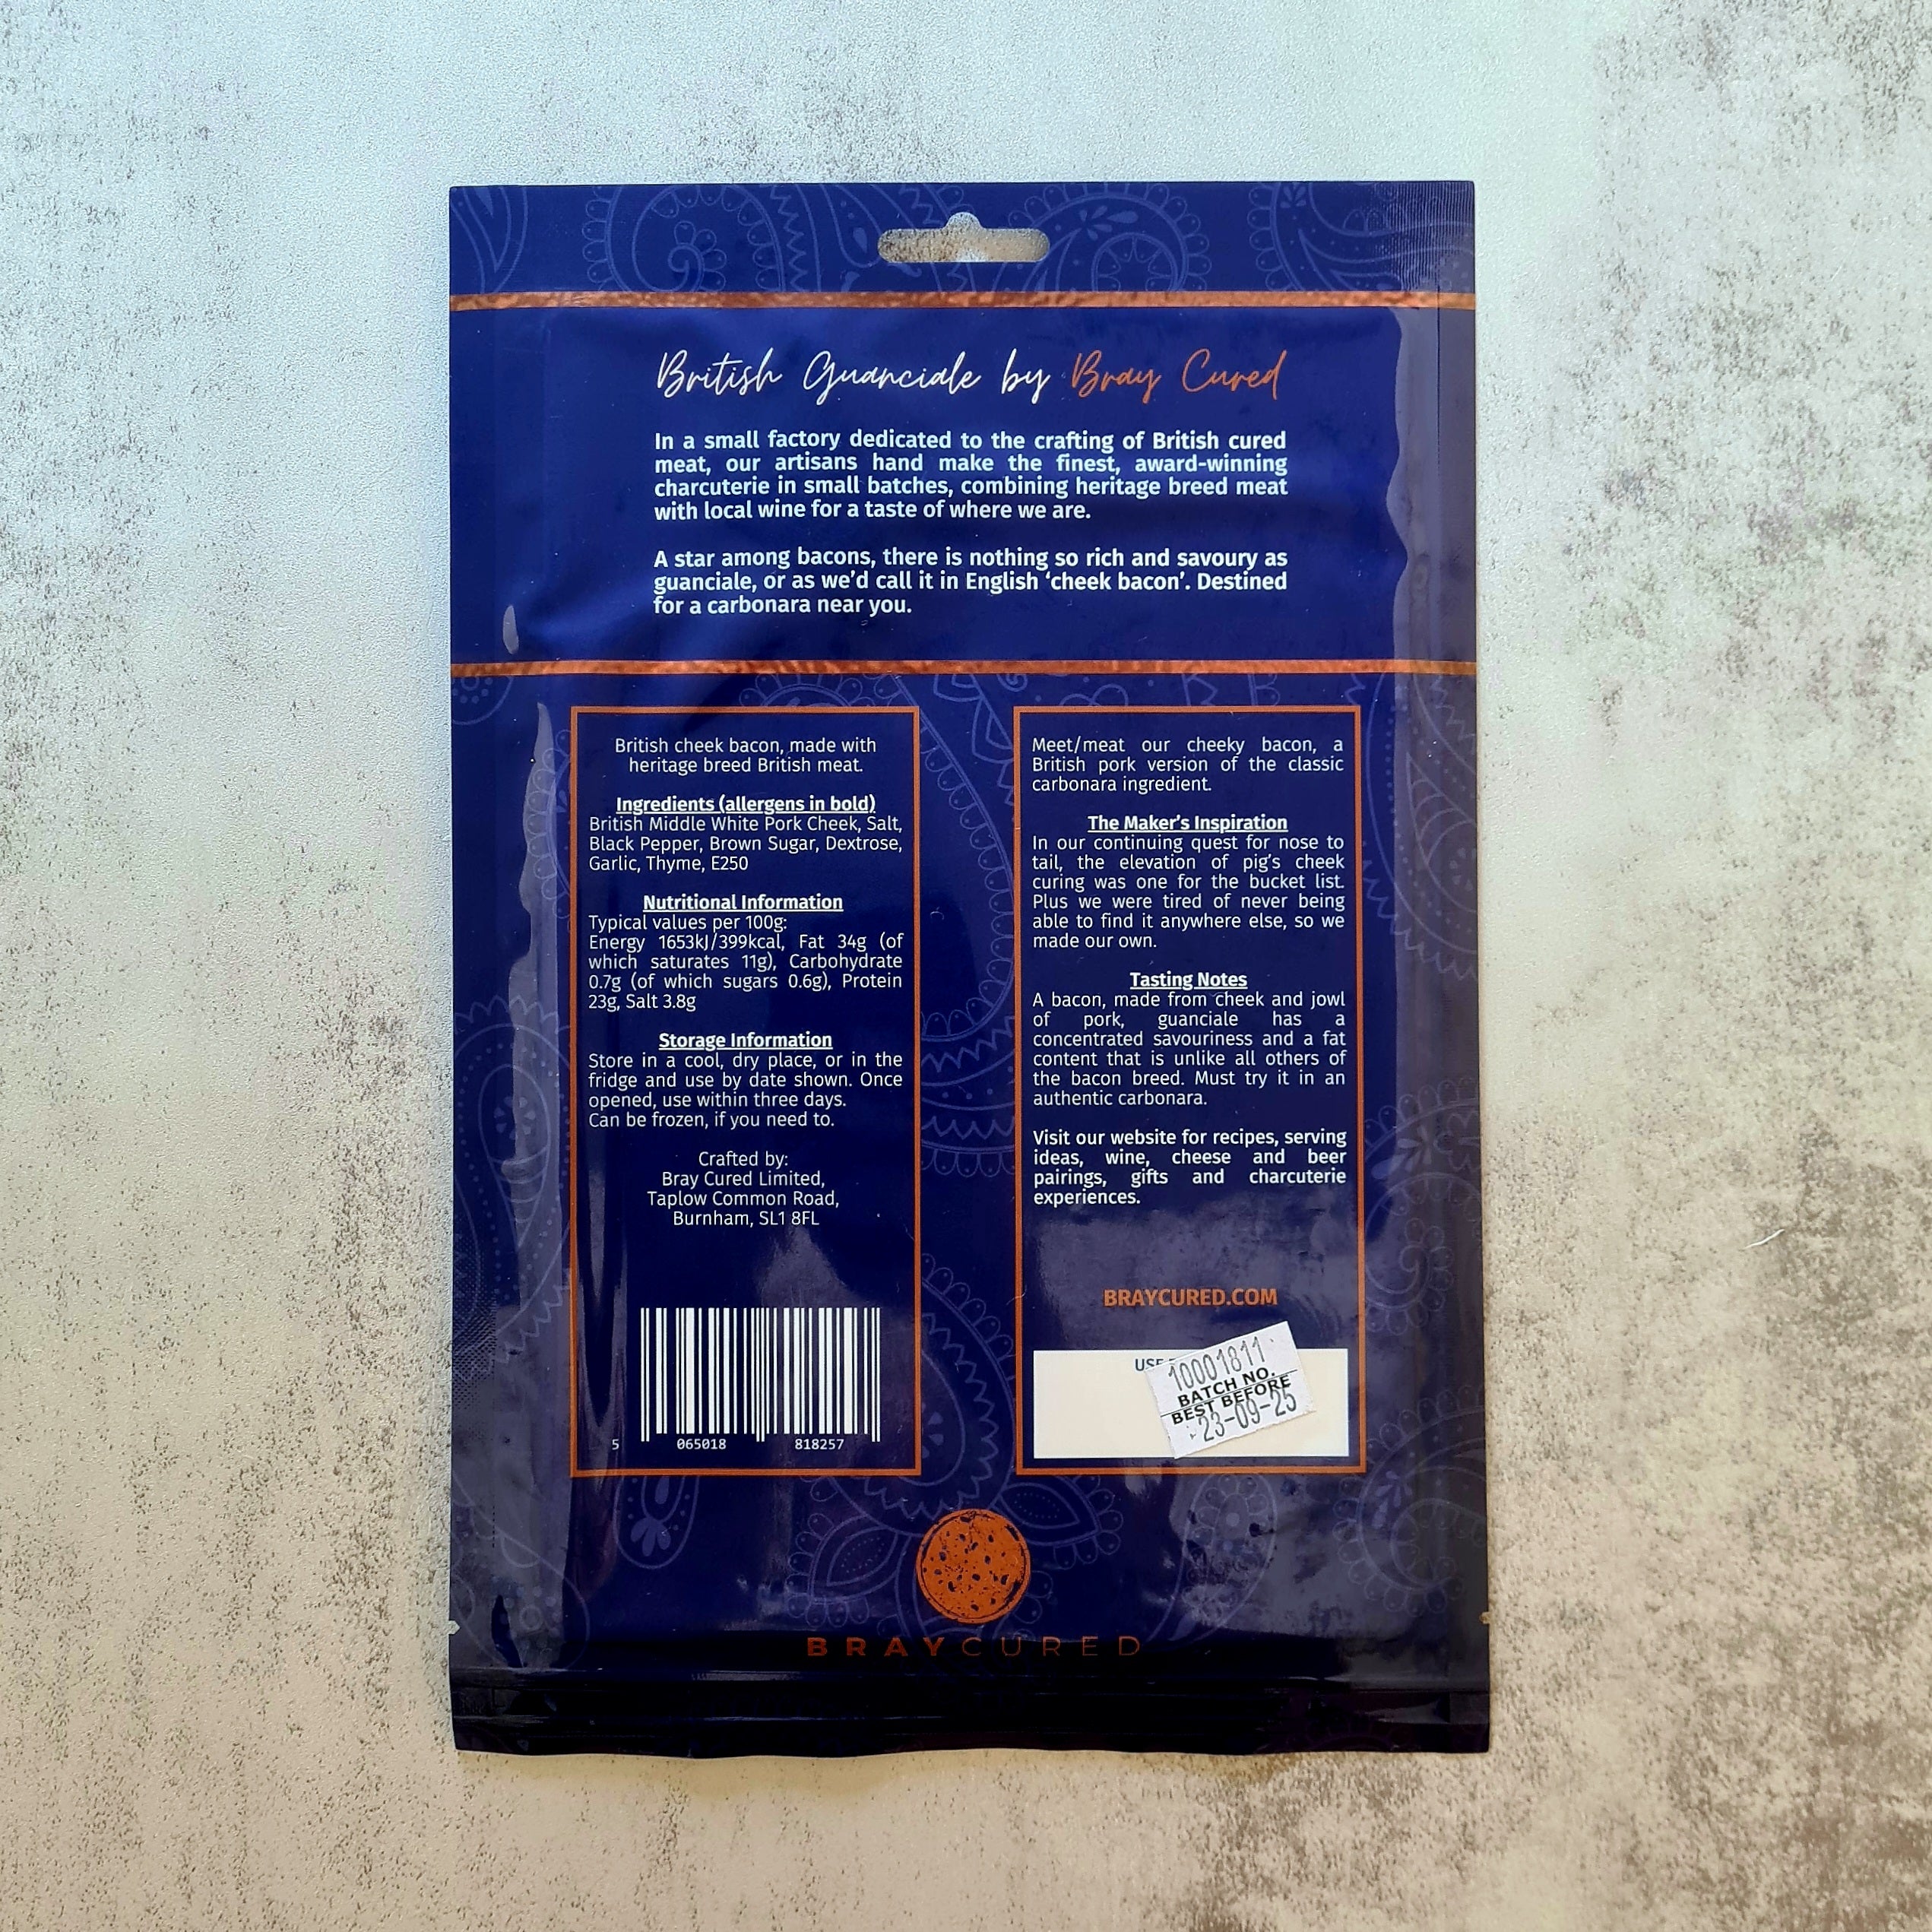 British Guanciale by Bray Cured
In a small factory dedicated to the crafting of British cured
meat, our artisans hand make the finest, award-winning
charcuterie in small batches, combining heritage breed meat
with local wine for a taste of where we are.
A star among bacons, there is nothing so rich and savoury as
guanciale, or as we’d call it in English ‘cheek bacon’. Destined
for a carbonara near you.
British cheek bacon, made with
heritage breed British meat.
Ingredients (allergens in bold)
British Middle White Pork Cheek, Salt,
Black Pepper, Brown Sugar, Dextrose,
Garlic, Thyme, E250
Nutritional Information
Typical values per 100g:
Energy 1653kJ/399kcal, Fat 34g (of
which saturates 11g), Carbohydrate
0.7g (of which sugars 0.6g), Protein
23g, Salt 3.8g
Storage Information
Store in a cool, dry place, or in the
fridge and use by date shown. Once
opened, use within three days.
Can be frozen, if you need to.
Crafted by:
Bray Cured Limited,
Taplow Common Road,
Burnham, SL1 8FL
5 065018 818257
Meet/meat our cheeky bacon, a
British pork version of the classic
carbonara ingredient.
The Maker’s Inspiration
In our continuing quest for nose to
tail, the elevation of pig’s cheek
curing was one for the bucket list.
Plus we were tired of never being
able to find it anywhere else, so we
made our own.
Tasting Notes
A bacon, made from cheek and jowl
of pork, guanciale has a
concentrated savouriness and a fat
content that is unlike all others of
the bacon breed. Must try it in an
authentic carbonara.
Visit our website for recipes, serving
ideas, wine, cheese and beer
pairings, gifts and charcuterie
experiences.
BRAYCURED.COM
USE
10001811
BATCH NO.
BEST BEFORE
23-09-25
BRAYCURED